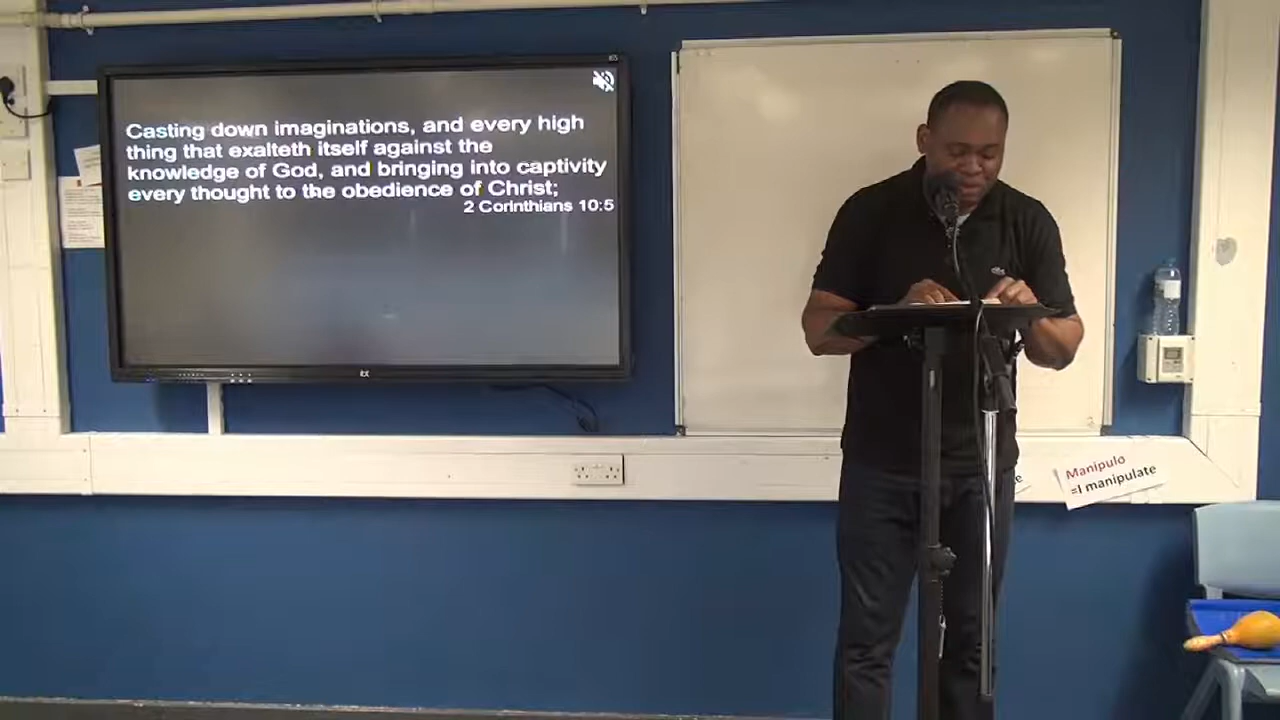 Casting down imaginations, and every high
thing that exalteth itself against the
knowledge of God, and bringing into captivity
every thought to the obedience of Christ;
2 Corinthians 10:5
Manipulo
=I manipulate